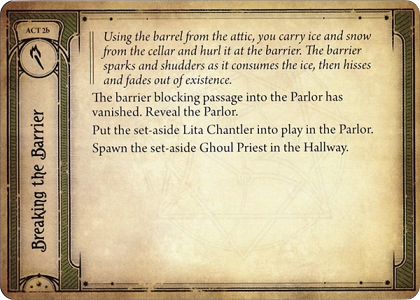 ACT 2b
Breaking the Barrier
Using the barrel from the attic, you carry ice and snow
from the cellar and hurl it at the barrier. The barrier
sparks and shudders as it consumes the ice, then hisses
and fades out of existence.
The barrier blocking passage into the Parlor has
vanished. Reveal the Parlor.
Put the set-aside Lita Chantler into play in the Parlor.
Spawn the set-aside Ghoul Priest in the Hallway.